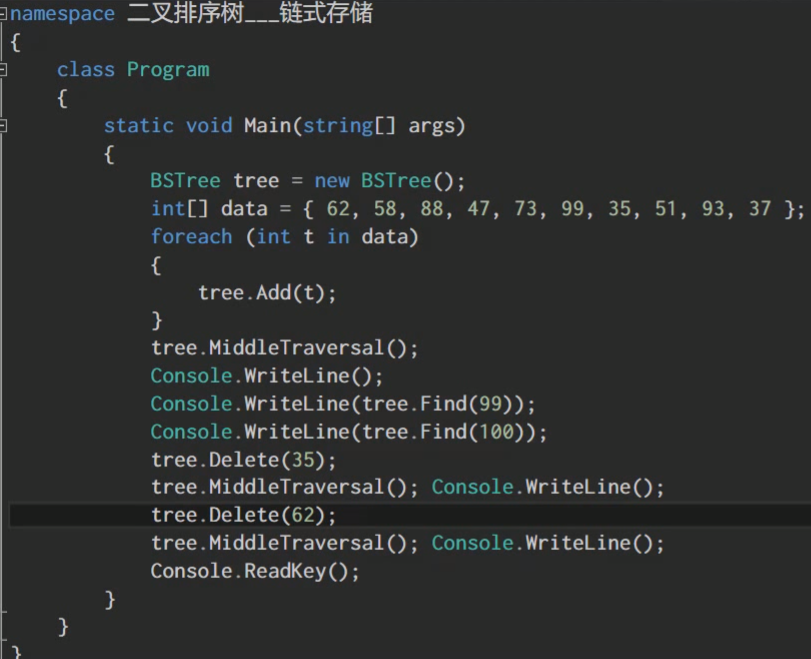 namespace 二叉排序树___链式存储
{
    class Program
    {
        static void Main(string[] args)
        {
            BSTree tree = new BSTree();
            int[] data = { 62, 58, 88, 47, 73, 99, 35, 51, 93, 37 };
            foreach (int t in data)
            {
                tree.Add(t);
            }
            tree.MiddleTraversal();
            Console.WriteLine();
            Console.WriteLine(tree.Find(99));
            Console.WriteLine(tree.Find(100));
            tree.Delete(35);
            tree.MiddleTraversal(); Console.WriteLine();
            tree.Delete(62);
            tree.MiddleTraversal(); Console.WriteLine();
            Console.ReadKey();
        }
    }
}